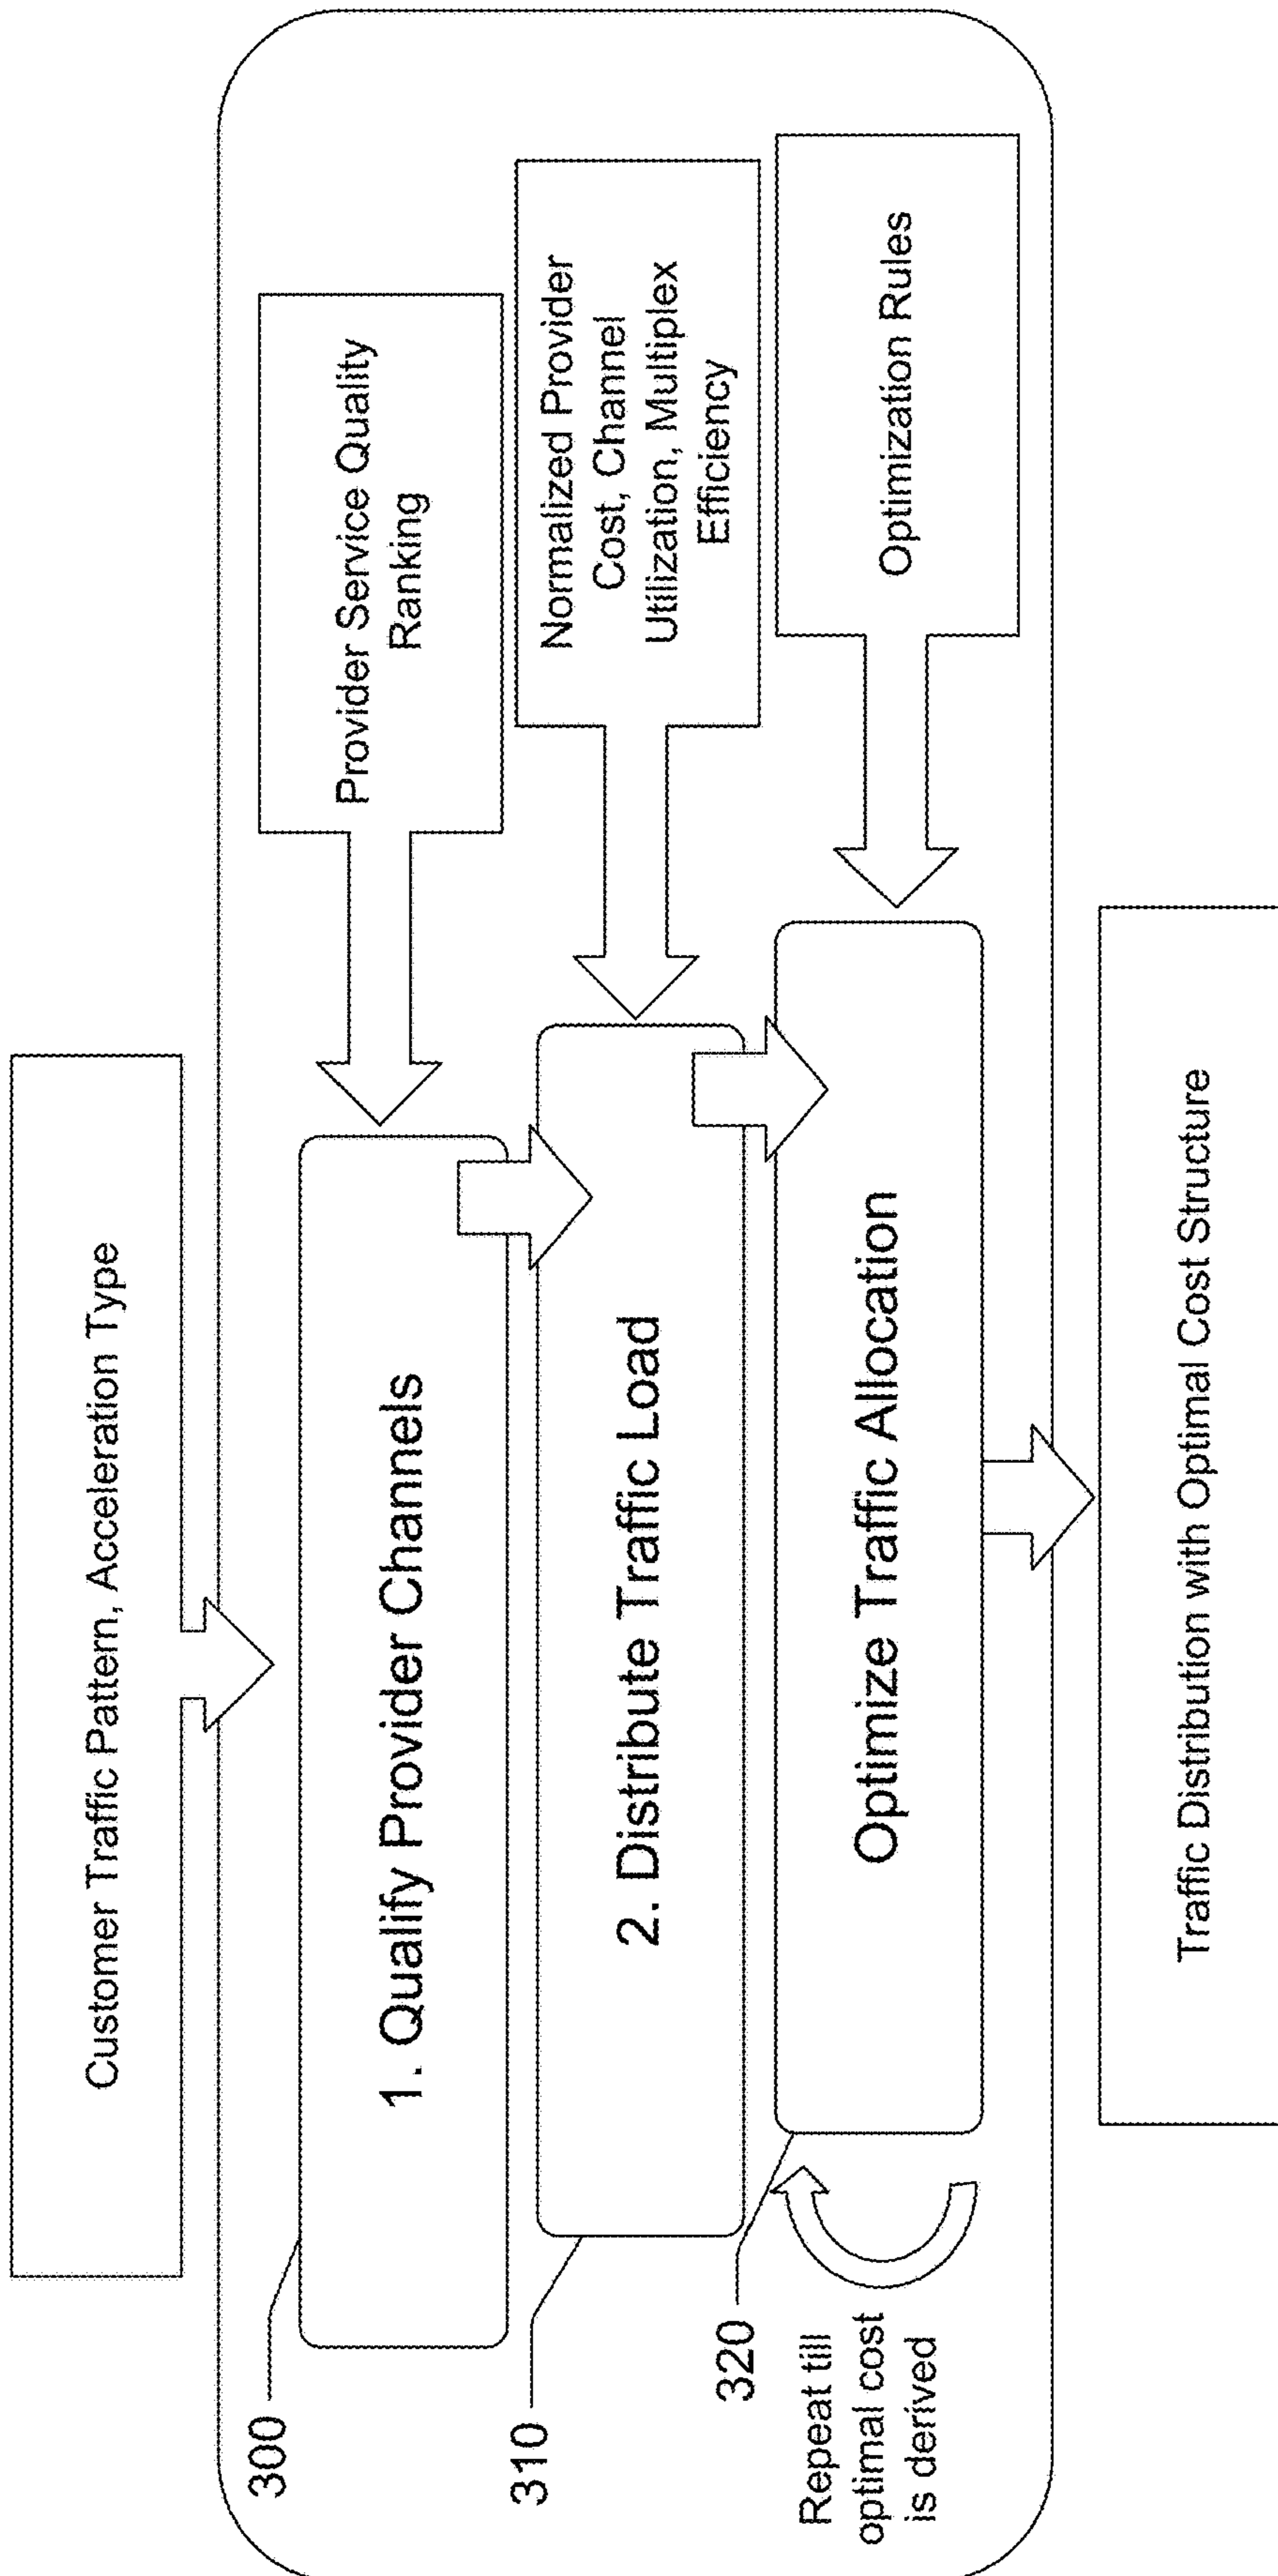 Customer Traffic Pattern, Acceleration Type
300
1. Qualify Provider Channels
Provider Service Quality
Ranking
310
2. Distribute Traffic Load
Normalized Provider
Cost, Channel
Utilization, Multiplex
Efficiency
320
Repeat till
optimal cost
is derived
Optimize Traffic Allocation
Optimization Rules
Traffic Distribution with Optimal Cost Structure